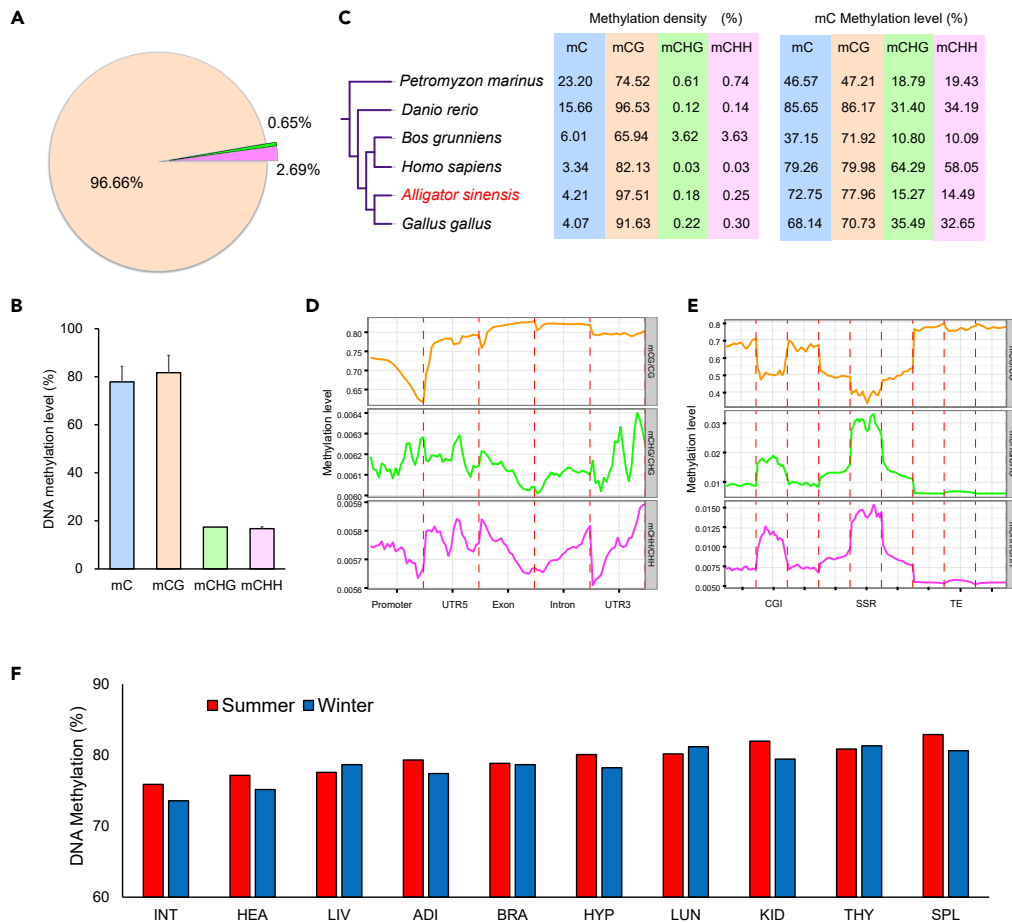 A
0.65%
96.66%
2.69%
C
Methylation density (%)
mC Methylation level (%)
mC mCG mCHG mCHH mC mCG mCHG mCHH
Petromyzon marinus 23.20 74.52 0.61 0.74 46.57 47.21 18.79 19.43
Danio rerio 15.66 96.53 0.12 0.14 85.65 86.17 31.40 34.19
Bos grunniens 6.01 65.94 3.62 3.63 37.15 71.92 10.80 10.09
Homo sapiens 3.34 82.13 0.03 0.03 79.26 79.98 64.29 58.05
Alligator sinensis 4.21 97.51 0.18 0.25 72.75 77.96 15.27 14.49
Gallus gallus 4.07 91.63 0.22 0.30 68.14 70.73 35.49 32.65
B
DNA methylation level (%)
100
80
60
40
20
0
mC mCG mCHG mCHH
D
Methylation level
0.80
0.75
0.70
0.65
mCG/CG
0.0064
0.0063
0.0062
0.0061
0.0060
mCHG/CHG
0.0059
0.0058
0.0057
0.0056
mCHH/CHH
Promoter UTR5 Exon Intron UTR3
E
Methylation level
0.8
0.7
0.6
0.5
0.4
0.03
0.02
0.01
0.0150
0.0125
0.0100
0.0075
0.0050
CGI SSR TE
F
DNA Methylation (%)
90
80
70
60
Summer Winter
INT HEA LIV ADI BRA HYP LUN KID THY SPL